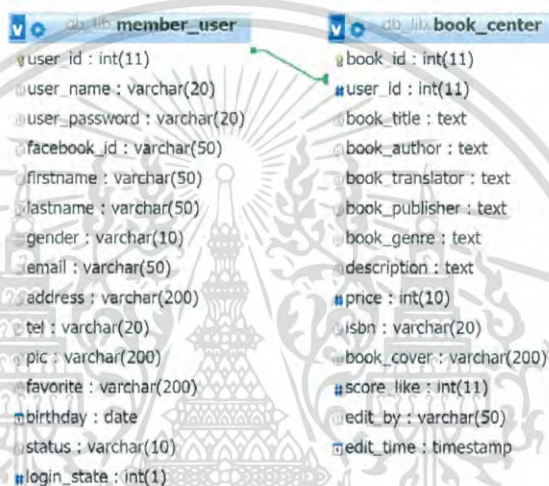 db_lib member_user
user_id : int(11)
user_name : varchar(20)
user_password : varchar(20)
facebook_id : varchar(50)
firstname : varchar(50)
lastname : varchar(50)
gender : varchar(10)
email : varchar(50)
address : varchar(200)
tel : varchar(20)
pic : varchar(200)
favorite : varchar(200)
birthday : date
status : varchar(10)
login_state : int(1)
db_lib book_center
book_id : int(11)
user_id : int(11)
book_title : text
book_author : text
book_translator : text
book_publisher : text
book_genre : text
description : text
price : int(10)
isbn : varchar(20)
book_cover : varchar(200)
score_like : int(11)
edit_by : varchar(50)
edit_time : timestamp